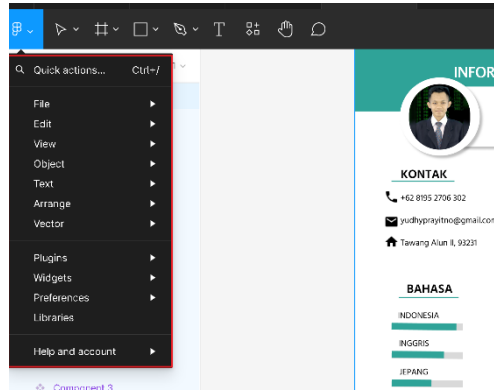 Quick actions... Ctrl+/
File
Edit
View
Object
Text
Arrange
Vector
Plugins
Widgets
Preferences
Libraries
Help and account
Component 3
INFOR
KONTAK
+62 8195 2706 302
yudhyprayitno@gmail.com
Tawang Alun II, 93231
BAHASA
INDONESIA
INGGRIS
JEPANG